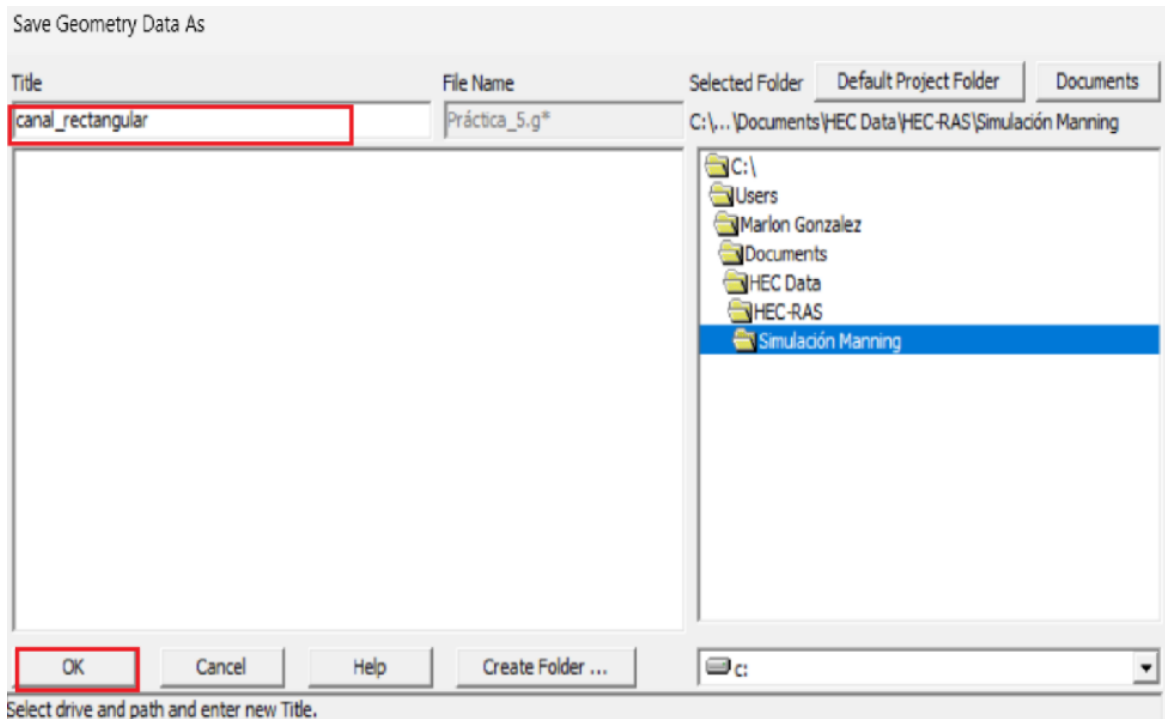 Save Geometry Data As
Title
File Name
Selected Folder
Default Project Folder
Documents
canal_rectangular
Práctica_5.g*
C:\...\Documents\HEC Data\HEC-RAS\Simulación Manning
C:\
Users
Marlon Gonzalez
Documents
HEC Data
HEC-RAS
Simulación Manning
OK
Cancel
Help
Create Folder ...
c:
Select drive and path and enter new Title.